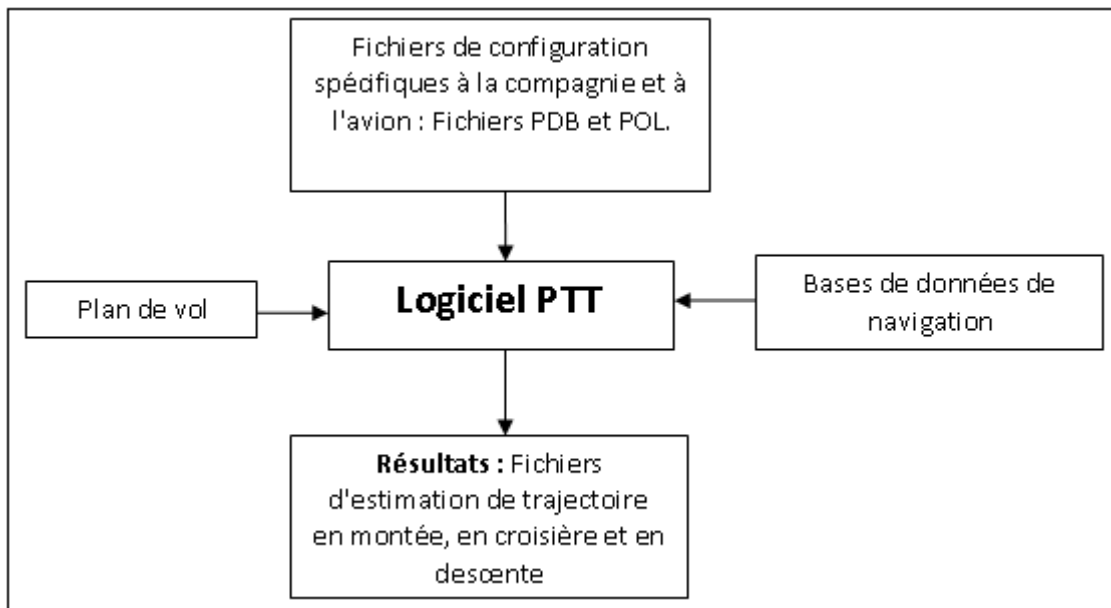 Fichiers de configuration
spécifiques à la compagnie et à
l'avion : Fichiers PDB et POL.
Plan de vol
Logiciel PTT
Bases de données de
navigation
Résultats : Fichiers
d'estimation de trajectoire
en montée, en croisière et en
descente